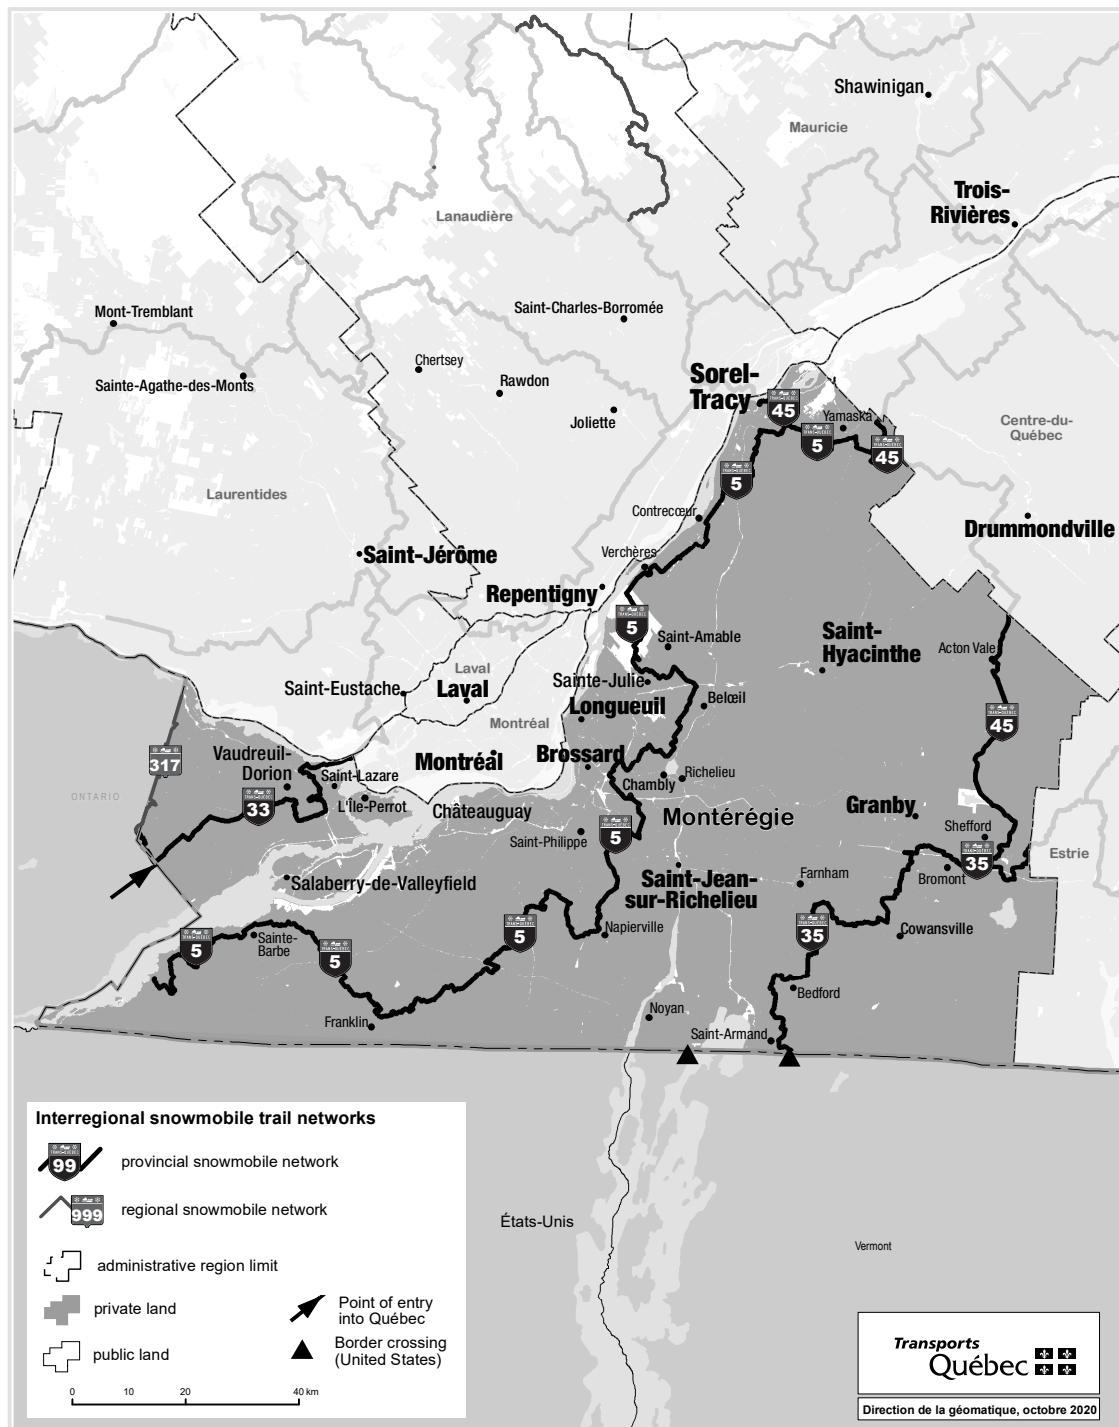 Shawinigan
Mauricie
Trois-
Rivières
Lanaudière
Mont-Tremblant
Saint-Charles-Borromée
Chertsey
Sainte-Agathe-des-Monts
Rawdon
Joliette
Sorel-
Tracy
45
Yamaska
5
45
Centre-du-
Québec
5
Laurentides
Contrecœur
Drummondville
Saint-Jérôme
Verchères
Repentigny
5
Saint-Amable
Saint-
Hyacinthe
Acton Vale
Laval
Saint-Eustache
Laval
Sainte-Julie
Belœil
Longueuil
Montréal
45
317
Vaudreuil-
Dorion
Montréal
Brossard
Saint-Lazare
Richelieu
Chambly
ONTARIO
33
L'Île-Perrot
Châteauguay
Montérégie
Granby
Saint-Philippe
5
Shefford
Estrie
35
Bromont
Salaberry-de-Valleyfield
Saint-Jean-
sur-Richelieu
Farnham
5
Sainte-
Barbe
5
5
Napierville
35
Cowansville
Bedford
Franklin
Noyan
Saint-Armand
Interregional snowmobile trail networks
TRANS-QUÉBEC
99
provincial snowmobile network
999
regional snowmobile network
administrative region limit
private land
Point of entry
into Québec
public land
Border crossing
(United States)
0 10 20 40 km
États-Unis
Vermont
Transports
Québec
Direction de la géomatique, octobre 2020